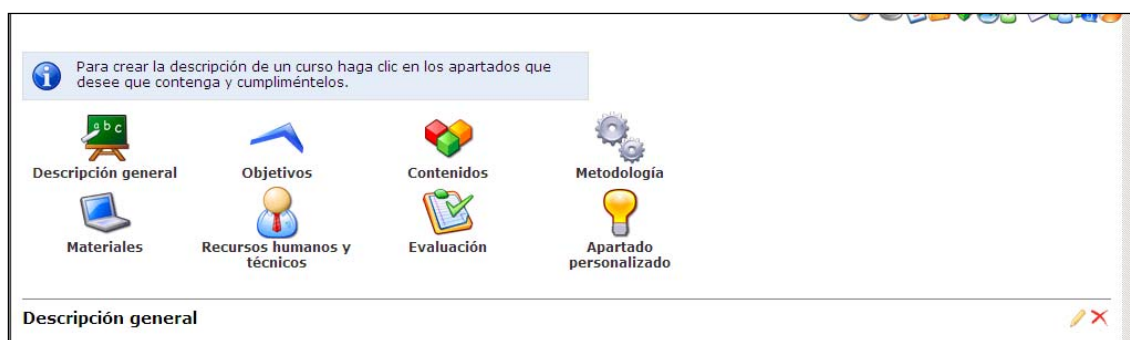 Para crear la descripción de un curso haga clic en los apartados que
desee que contenga y cumpliméntelos.
abc
Descripción general
Objetivos
Contenidos
Metodología
Materiales
Recursos humanos y
técnicos
Evaluación
Apartado
personalizado
Descripción general